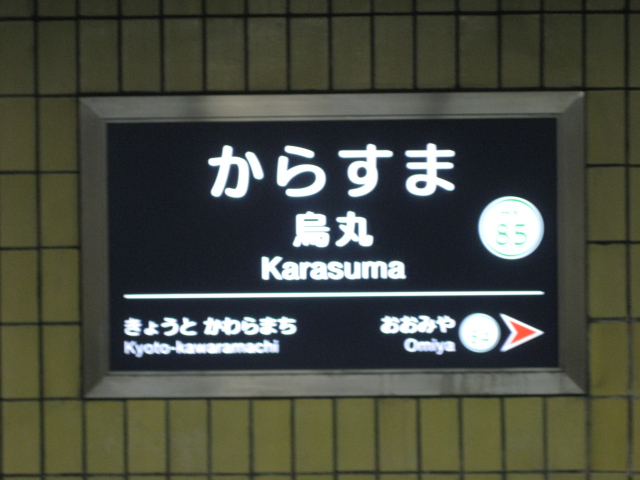 からすま
烏丸
85
Karasuma
きょうと かわらまち おおみや
Kyoto-kawaramachi Omiya